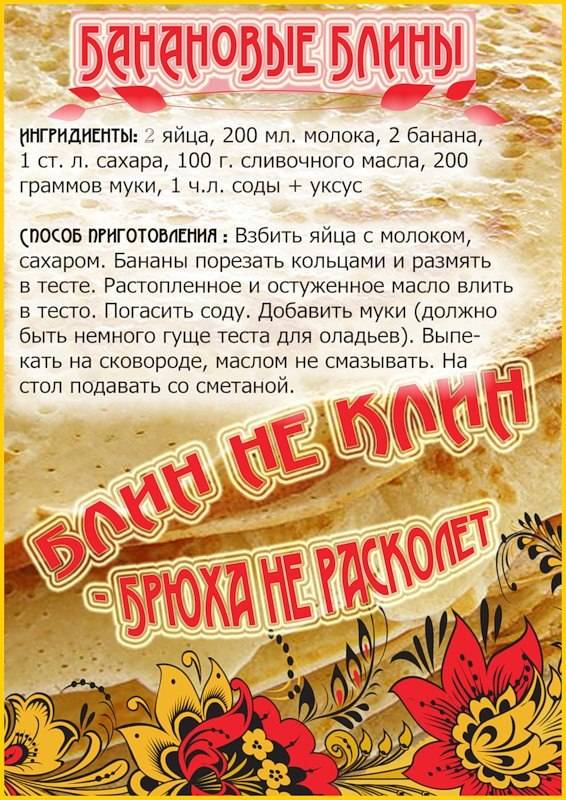 БАНАНОВЫЕ БЛИНЫ
ИНГРИДИЕНТЫ: 2 яйца, 200 мл. молока, 2 банана,
1 ст. л. сахара, 100 г. сливочного масла, 200
граммов муки, 1 ч.л. соды + уксус
СПОСОБ ПРИГОТОВЛЕНИЯ : Взбить яйца с молоком,
сахаром. Бананы порезать кольцами и размять
в тесте. Растопленное и остуженное масло влить
в тесто. Погасить соду. Добавить муки (должно
быть немного гуще теста для оладьев). Выпе-
кать на сковороде, маслом не смазывать. На
стол подавать со сметаной.
БЛИН НЕ КЛИН
- БРЮХА НЕ РАСКОЛЕТ